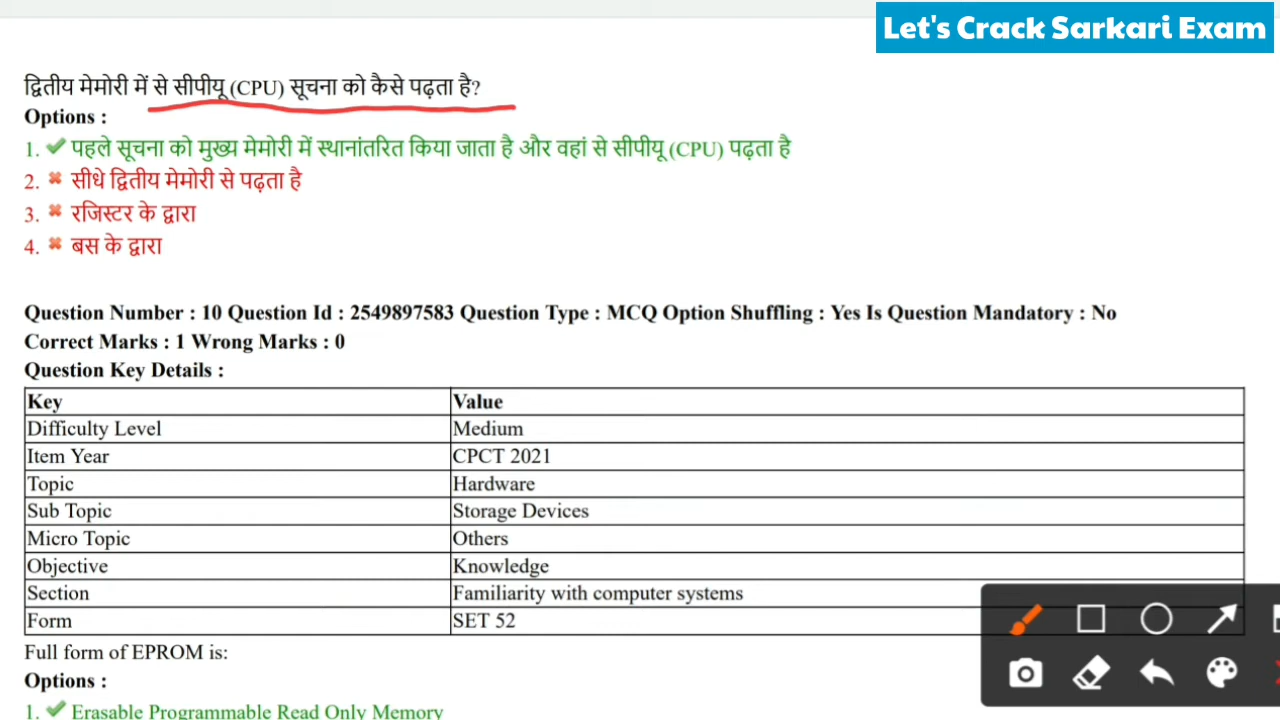 Let's Crack Sarkari Exam
द्वितीय मेमोरी में से सीपीयू (CPU) सूचना को कैसे पढ़ता है?
Options :
1. पहले सूचना को मुख्य मेमोरी में स्थानांतरित किया जाता है और वहां से सीपीयू (CPU) पढ़ता है
2. सीधे द्वितीय मेमोरी से पढ़ता है
3. रजिस्टर के द्वारा
4. बस के द्वारा
Question Number : 10 Question Id : 2549897583 Question Type : MCQ Option Shuffling : Yes Is Question Mandatory : No
Correct Marks : 1 Wrong Marks : 0
Question Key Details :
Key Value
Difficulty Level Medium
Item Year CPCT 2021
Topic Hardware
Sub Topic Storage Devices
Micro Topic Others
Objective Knowledge
Section Familiarity with computer systems
Form SET 52
Full form of EPROM is:
Options :
1. Erasable Programmable Read Only Memory